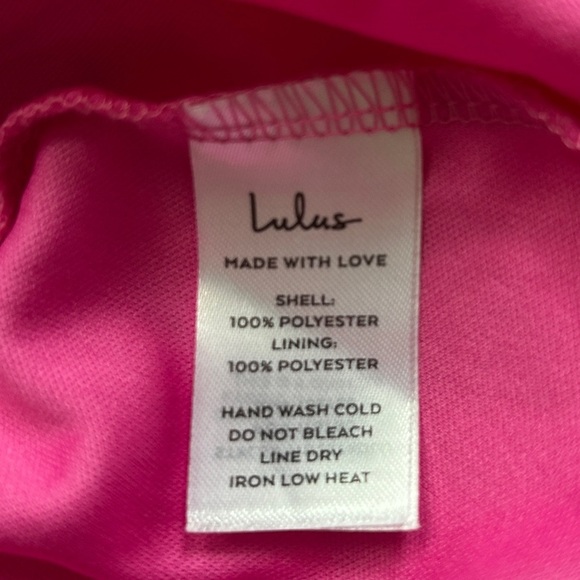 Lulus
MADE WITH LOVE
SHELL:
100% POLYESTER
LINING:
100% POLYESTER
HAND WASH COLD
DO NOT BLEACH
LINE DRY
IRON LOW HEAT